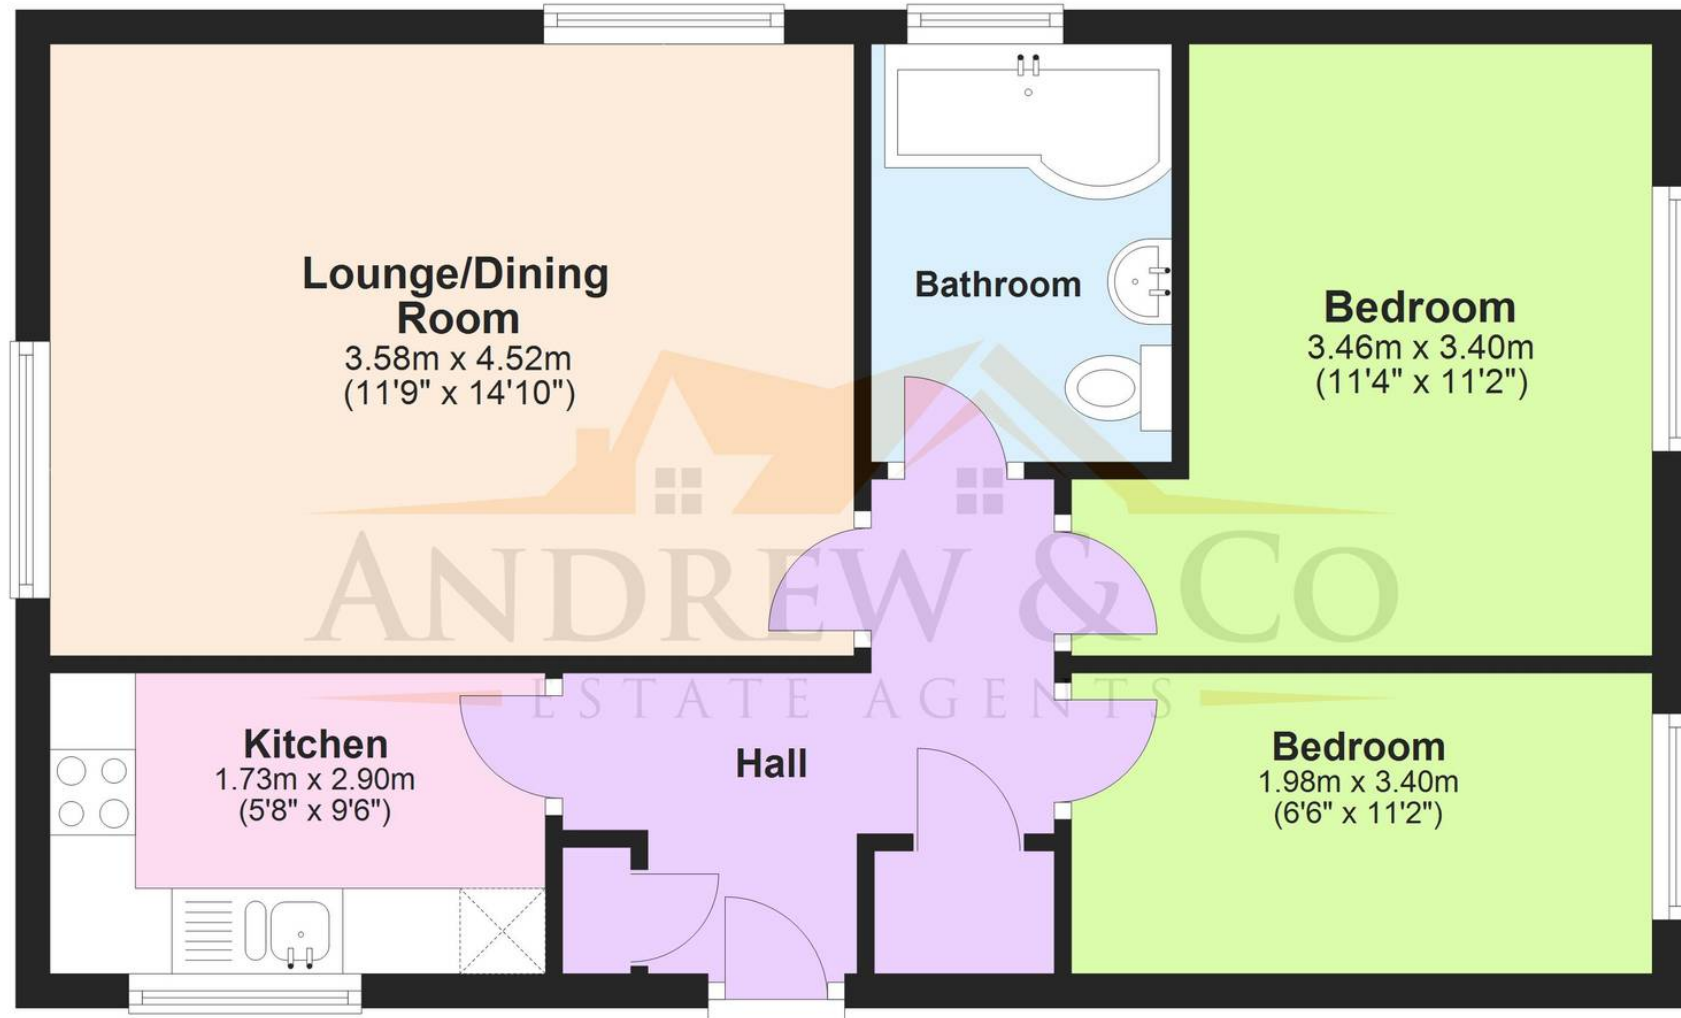 Lounge/Dining
Room
3.58m x 4.52m
(11'9" x 14'10")
Bathroom
Bedroom
3.46m x 3.40m
(11'4" x 11'2")
ANDREW & CO
ESTATE AGENTS
Kitchen
1.73m x 2.90m
(5'8" x 9'6")
Hall
Bedroom
1.98m x 3.40m
(6'6" x 11'2")